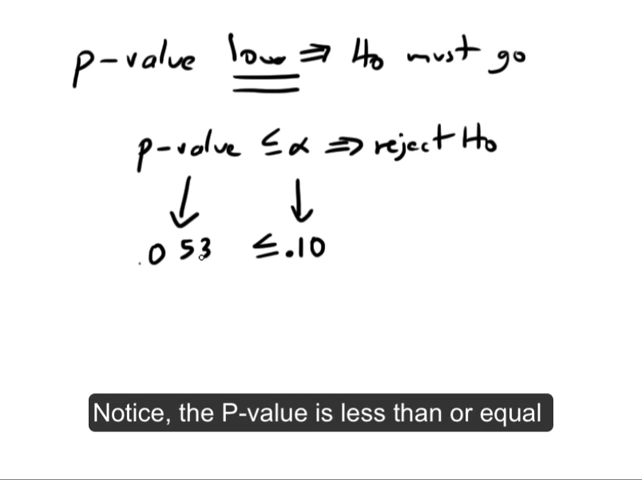 p-value low ⇒ H₀ must go
p-value ≤ α ⇒ reject H₀
.053 ≤ .10
Notice, the P-value is less than or equal